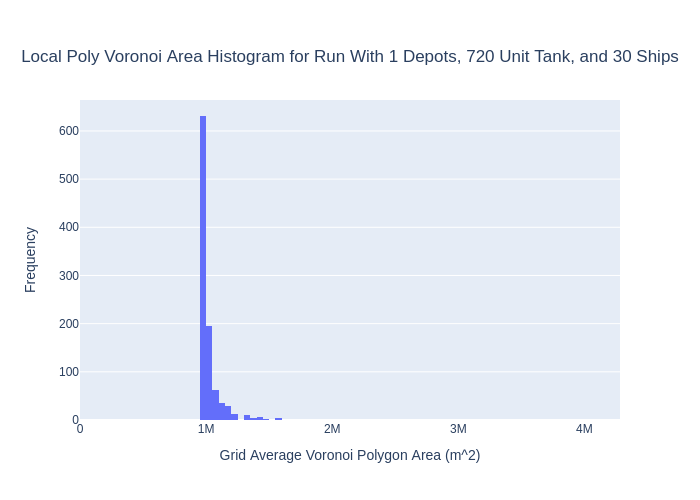 Local Poly Voronoi Area Histogram for Run With 1 Depots, 720 Unit Tank, and 30 Ships
600
500
400
300
200
100
0
0 1M 2M 3M 4M
Frequency
Grid Average Voronoi Polygon Area (m^2)